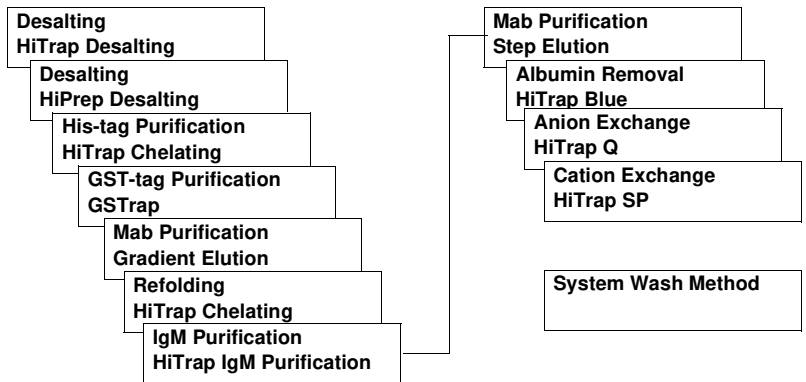 Desalting
HiTrap Desalting
Desalting
HiPrep Desalting
His-tag Purification
HiTrap Chelating
GST-tag Purification
GSTrap
Mab Purification
Gradient Elution
Refolding
HiTrap Chelating
IgM Purification
HiTrap IgM Purification
Mab Purification
Step Elution
Albumin Removal
HiTrap Blue
Anion Exchange
HiTrap Q
Cation Exchange
HiTrap SP
System Wash Method